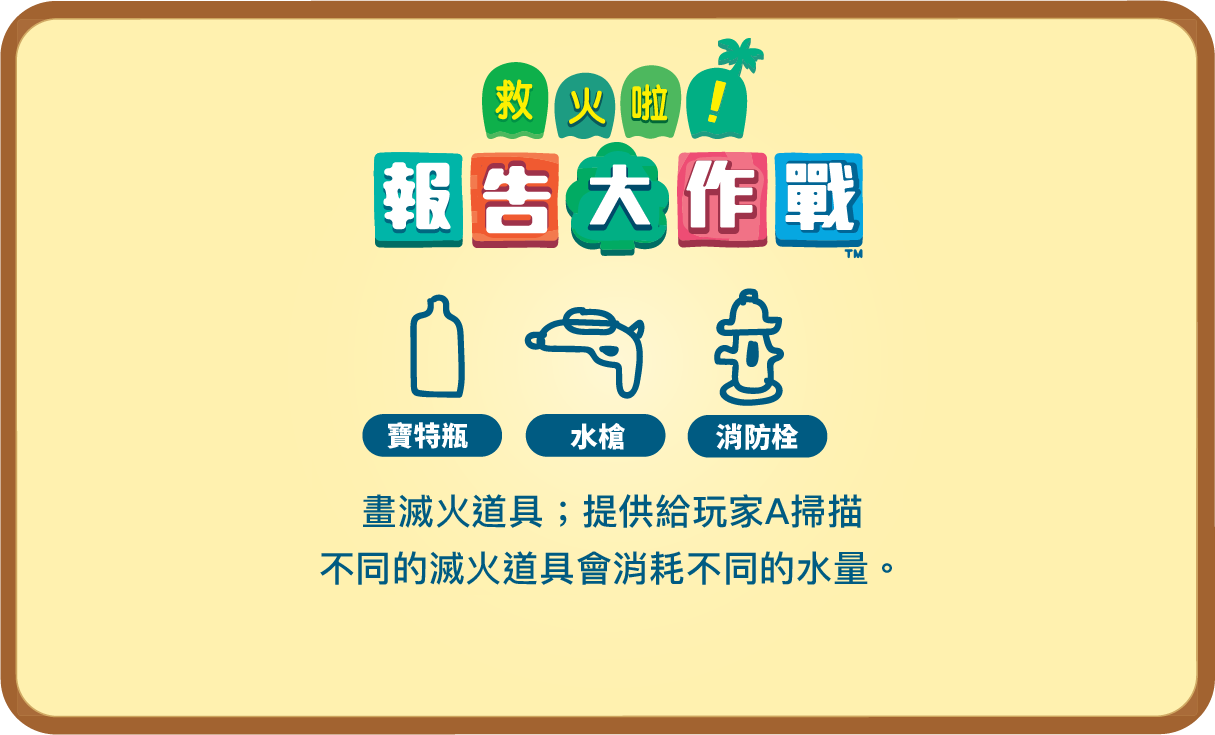 救火啦!
報告大作戰
TM
寶特瓶 水槍 消防栓
畫滅火道具；提供給玩家A掃描
不同的滅火道具會消耗不同的水量。